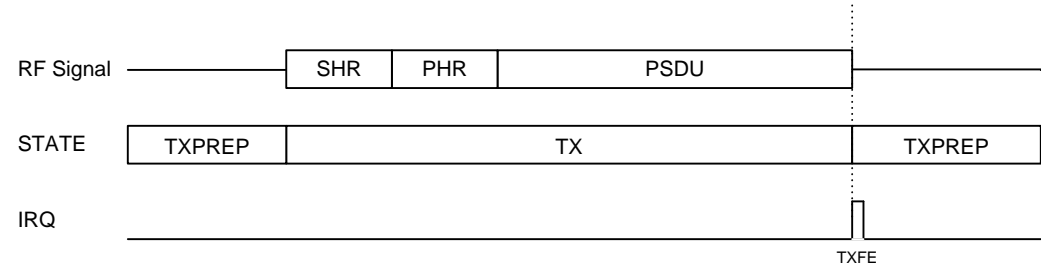 RF Signal SHR PHR PSDU
STATE TXPREP TX TXPREP
IRQ
TXFE